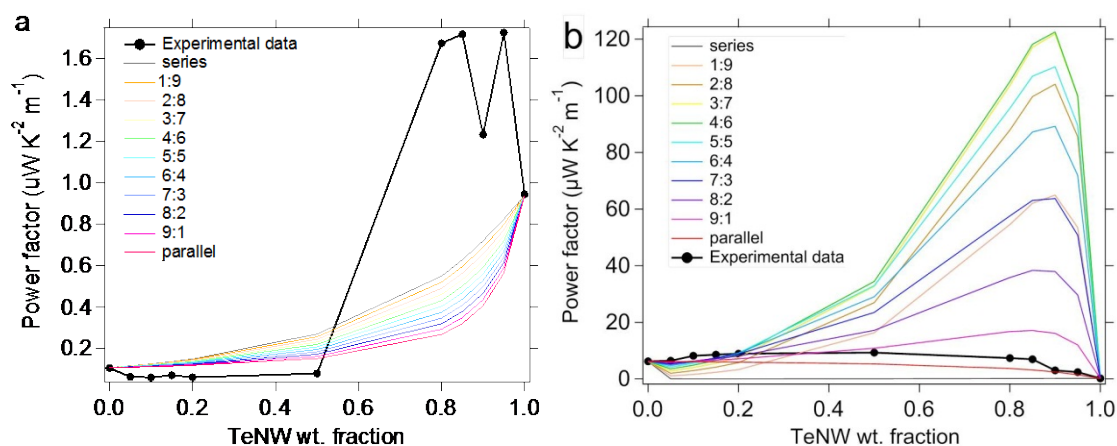 a
Experimental data
series
1:9
2:8
3:7
4:6
5:5
6:4
7:3
8:2
9:1
parallel
Power factor (uW K⁻² m⁻¹)
1.6
1.4
1.2
1.0
0.8
0.6
0.4
0.2
0.0 0.2 0.4 0.6 0.8 1.0
TeNW wt. fraction
b
series
1:9
2:8
3:7
4:6
5:5
6:4
7:3
8:2
9:1
parallel
Experimental data
Power factor (µW K⁻² m⁻¹)
120
100
80
60
40
20
0
0.0 0.2 0.4 0.6 0.8 1.0
TeNW wt. fraction